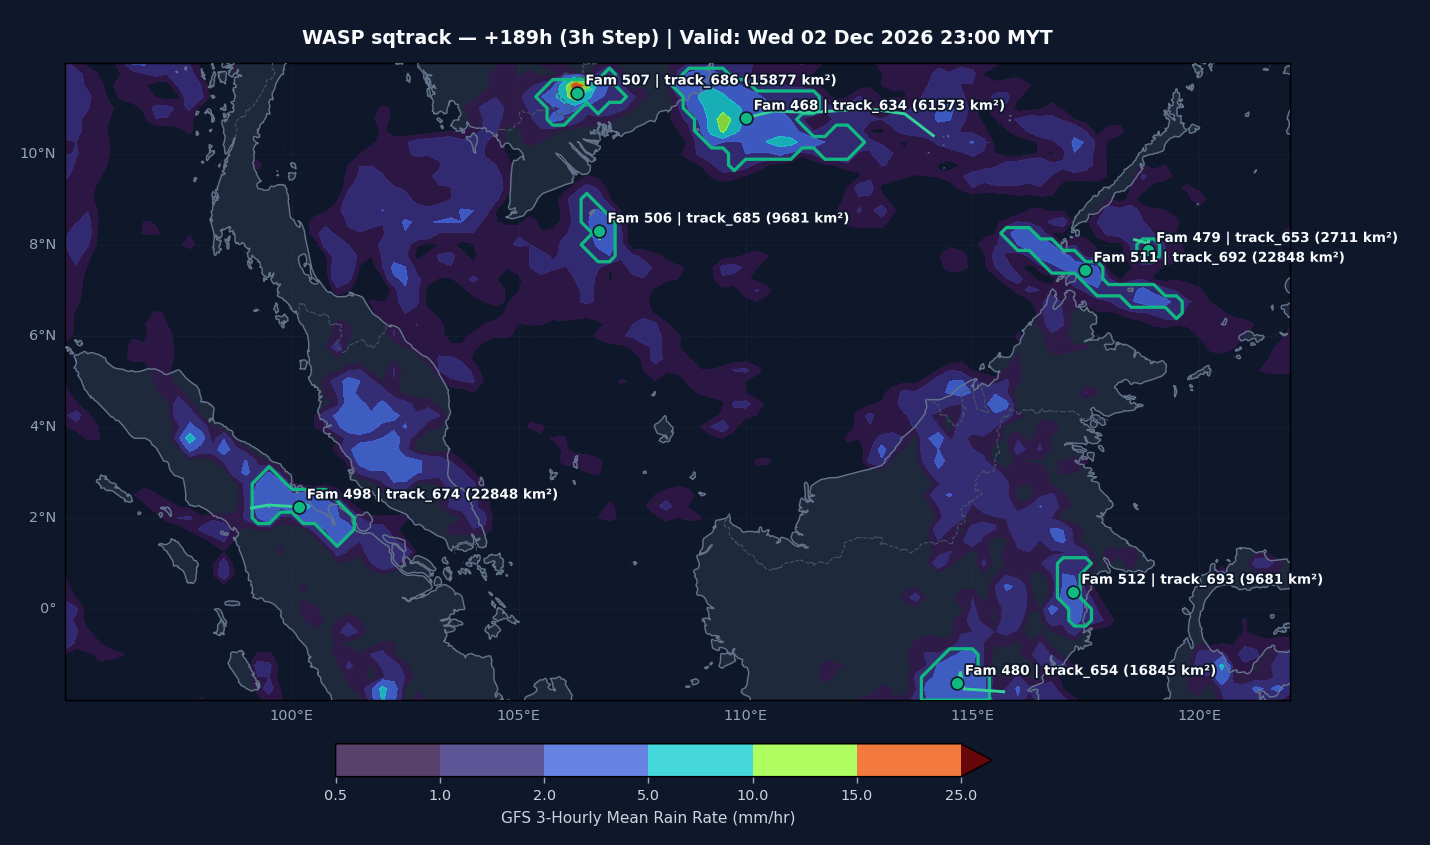 WASP sqtrack — +189h (3h Step) | Valid: Wed 02 Dec 2026 23:00 MYT
Fam 507 | track_686 (15877 km²)
Fam 468 | track_634 (61573 km²)
10°N
Fam 506 | track_685 (9681 km²)
Fam 479 | track_653 (2711 km²)
8°N
Fam 511 | track_692 (22848 km²)
6°N
4°N
Fam 498 | track_674 (22848 km²)
2°N
Fam 512 | track_693 (9681 km²)
0°
Fam 480 | track_654 (16845 km²)
100°E 105°E 110°E 115°E 120°E
0.5 1.0 2.0 5.0 10.0 15.0 25.0
GFS 3-Hourly Mean Rain Rate (mm/hr)